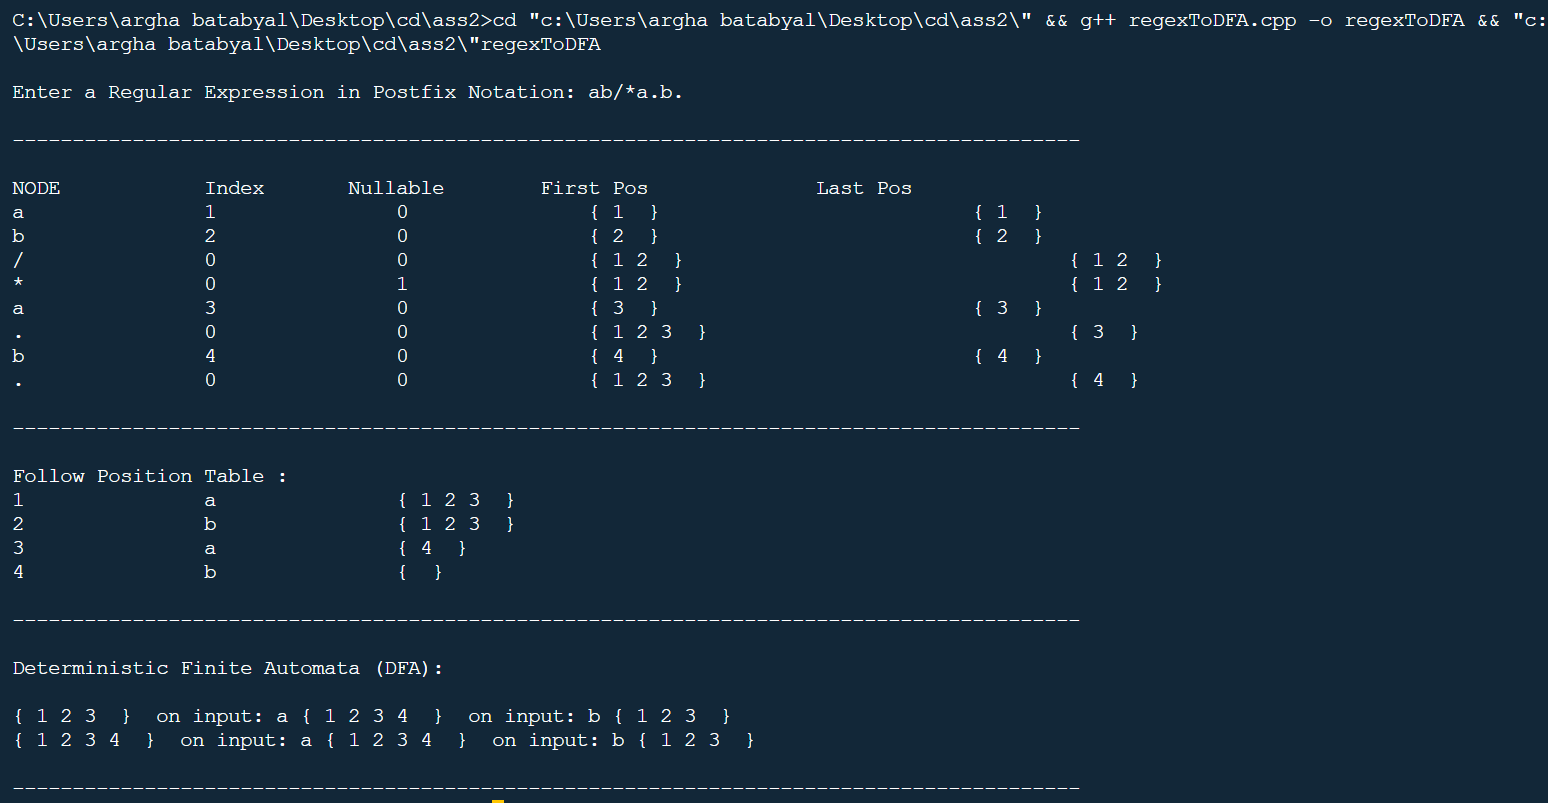 C:\Users\argha batabyal\Desktop\cd\ass2>cd "c:\Users\argha batabyal\Desktop\cd\ass2\" && g++ regexToDFA.cpp -o regexToDFA && "c:
\Users\argha batabyal\Desktop\cd\ass2\"regexToDFA
Enter a Regular Expression in Postfix Notation: ab/*a.b.
-----------------------------------------------------------------------------------------
NODE Index Nullable First Pos Last Pos
a 1 0 { 1 } { 1 }
b 2 0 { 2 } { 2 }
/ 0 0 { 1 2 } { 1 2 }
* 0 1 { 1 2 } { 1 2 }
a 3 0 { 3 } { 3 }
. 0 0 { 1 2 3 } { 3 }
b 4 0 { 4 } { 4 }
. 0 0 { 1 2 3 } { 4 }
-----------------------------------------------------------------------------------------
Follow Position Table :
1 a { 1 2 3 }
2 b { 1 2 3 }
3 a { 4 }
4 b { }
-----------------------------------------------------------------------------------------
Deterministic Finite Automata (DFA):
{ 1 2 3 } on input: a { 1 2 3 4 } on input: b { 1 2 3 }
{ 1 2 3 4 } on input: a { 1 2 3 4 } on input: b { 1 2 3 }
-----------------------------------------------------------------------------------------